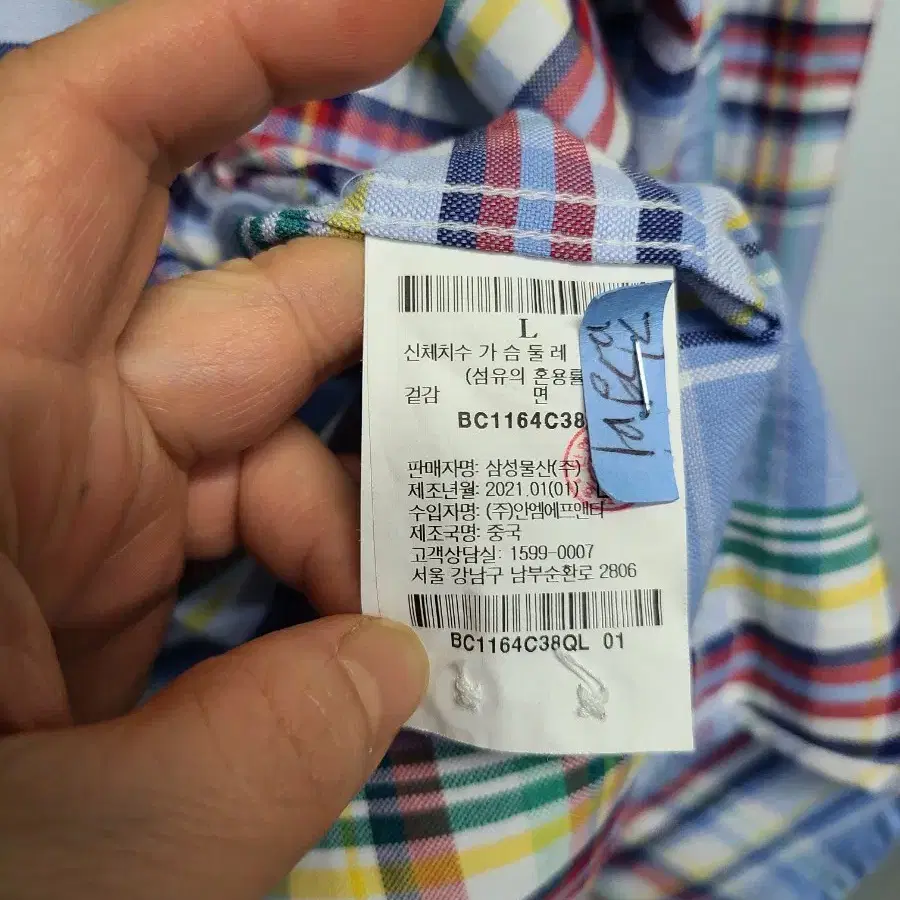 L
신체치수 가 슴 둘 레
(섬유의 혼용률
겉감 면
BC1164C38
판매자명: 삼성물산(주)
제조년월: 2021.01(01)
수입자명: (주)안엠에프앤티
제조국명: 중국
고객상담실: 1599-0007
서울 강남구 남부순환로 2806
BC1164C38QL 01